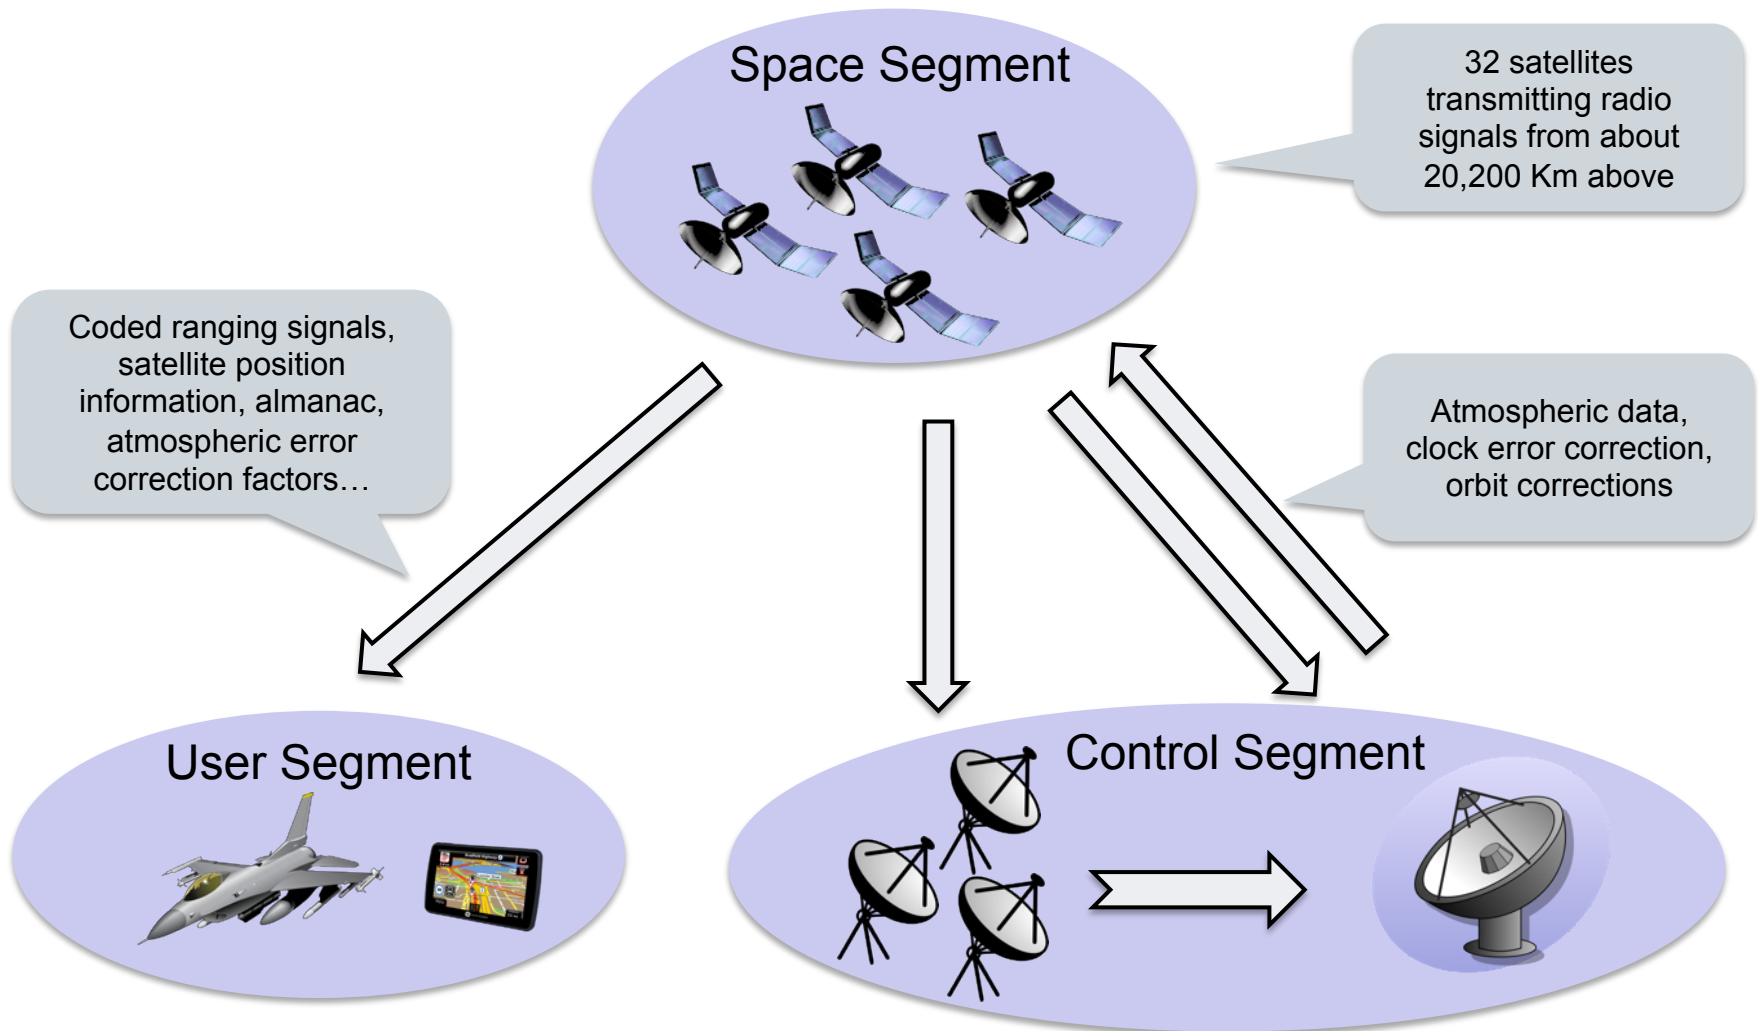 Space Segment
32 satellites
transmitting radio
signals from about
20,200 Km above
Coded ranging signals,
satellite position
information, almanac,
atmospheric error
correction factors…
Atmospheric data,
clock error correction,
orbit corrections
User Segment
Control Segment